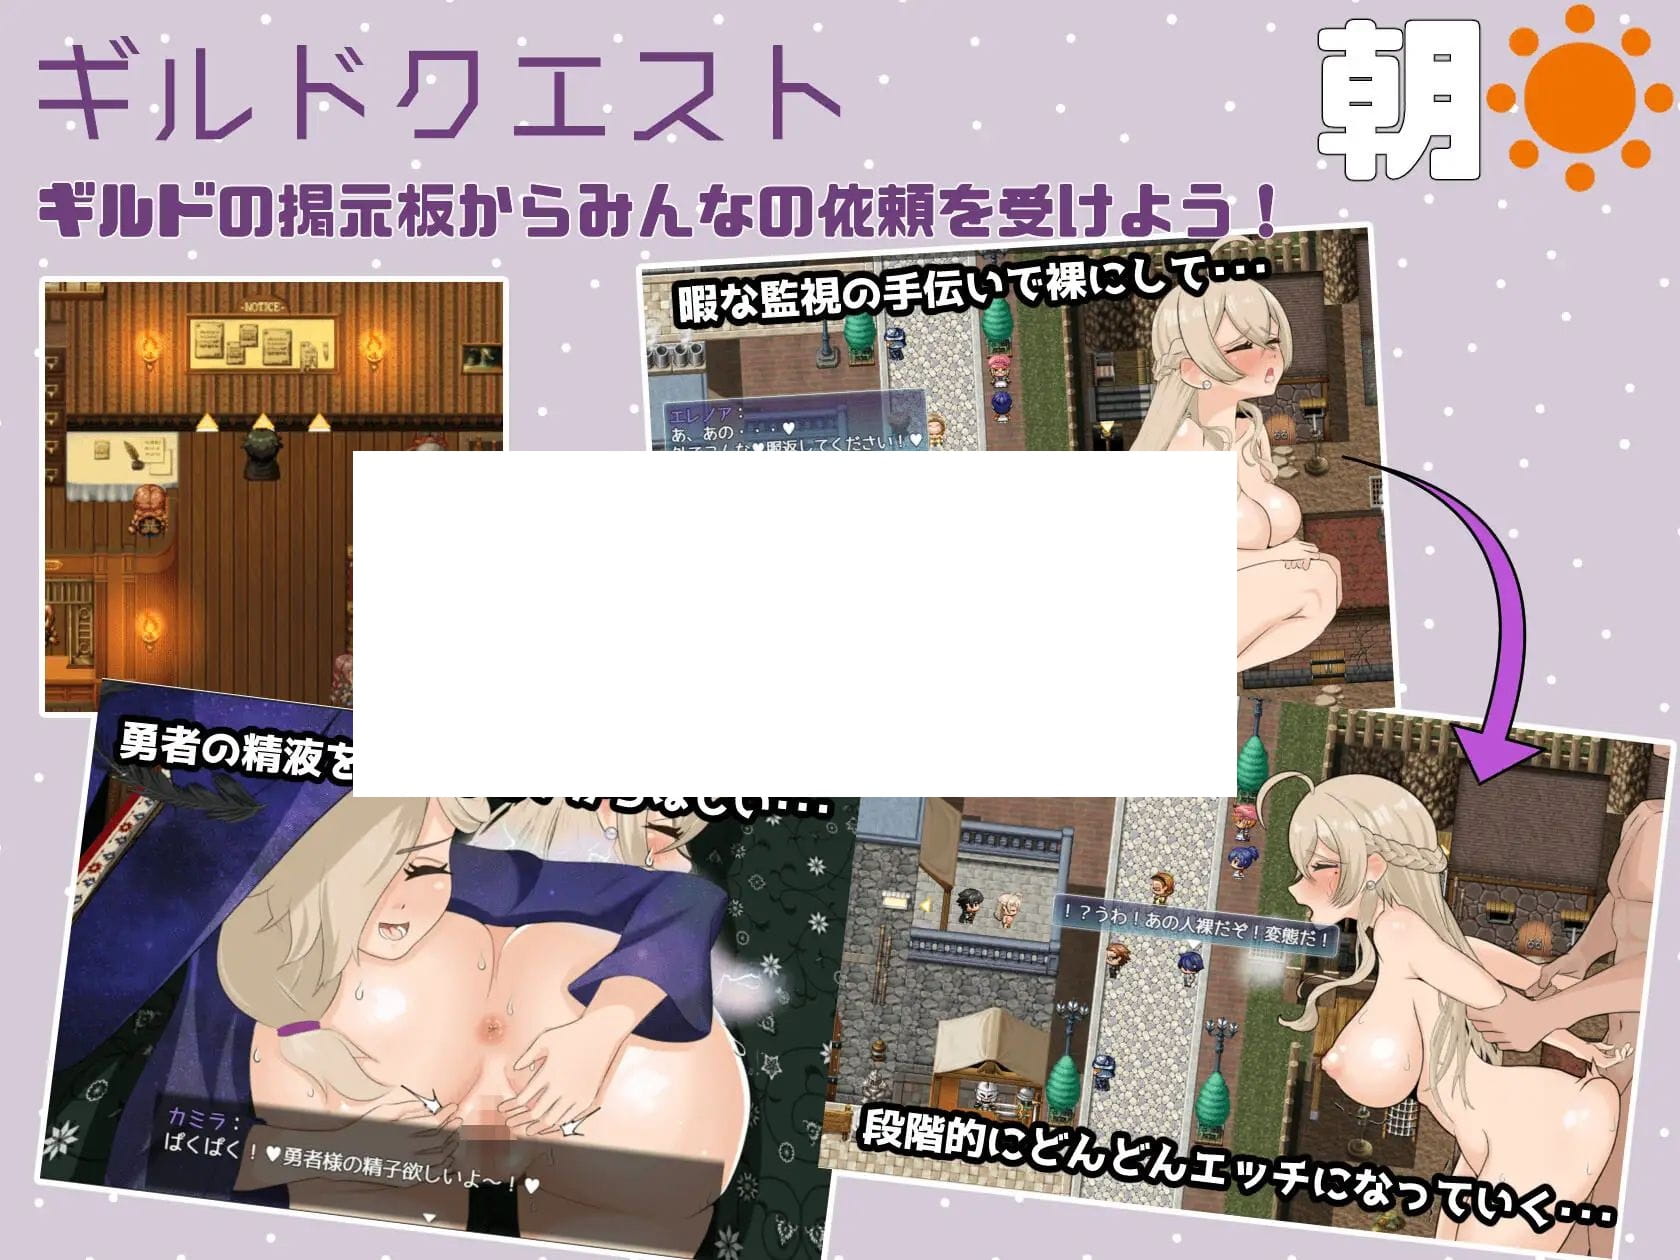 ギルドクエスト
朝
ギルドの掲示板からみんなの依頼を受けよう！
-NOTICE-
暇な監視の手伝いで裸にして・・・
エレノア：
あ、あの・・・♥
勇者の精液を
カミラ：
ぱくぱく！♥勇者様の精子欲しいよ～！♥
！？うわ！あの人裸だぞ！変態だ！
段階的にどんどんエッチになっていく・・・